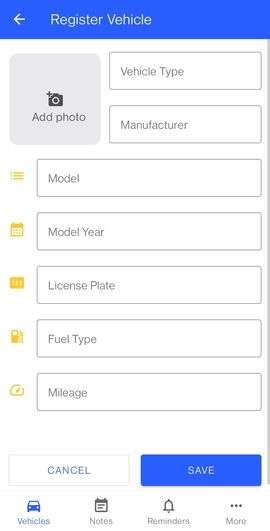 Register Vehicle
Vehicle Type
Add photo
Manufacturer
Model
Model Year
123
License Plate
Fuel Type
Mileage
CANCEL
SAVE
Vehicles
Notes
Reminders
More